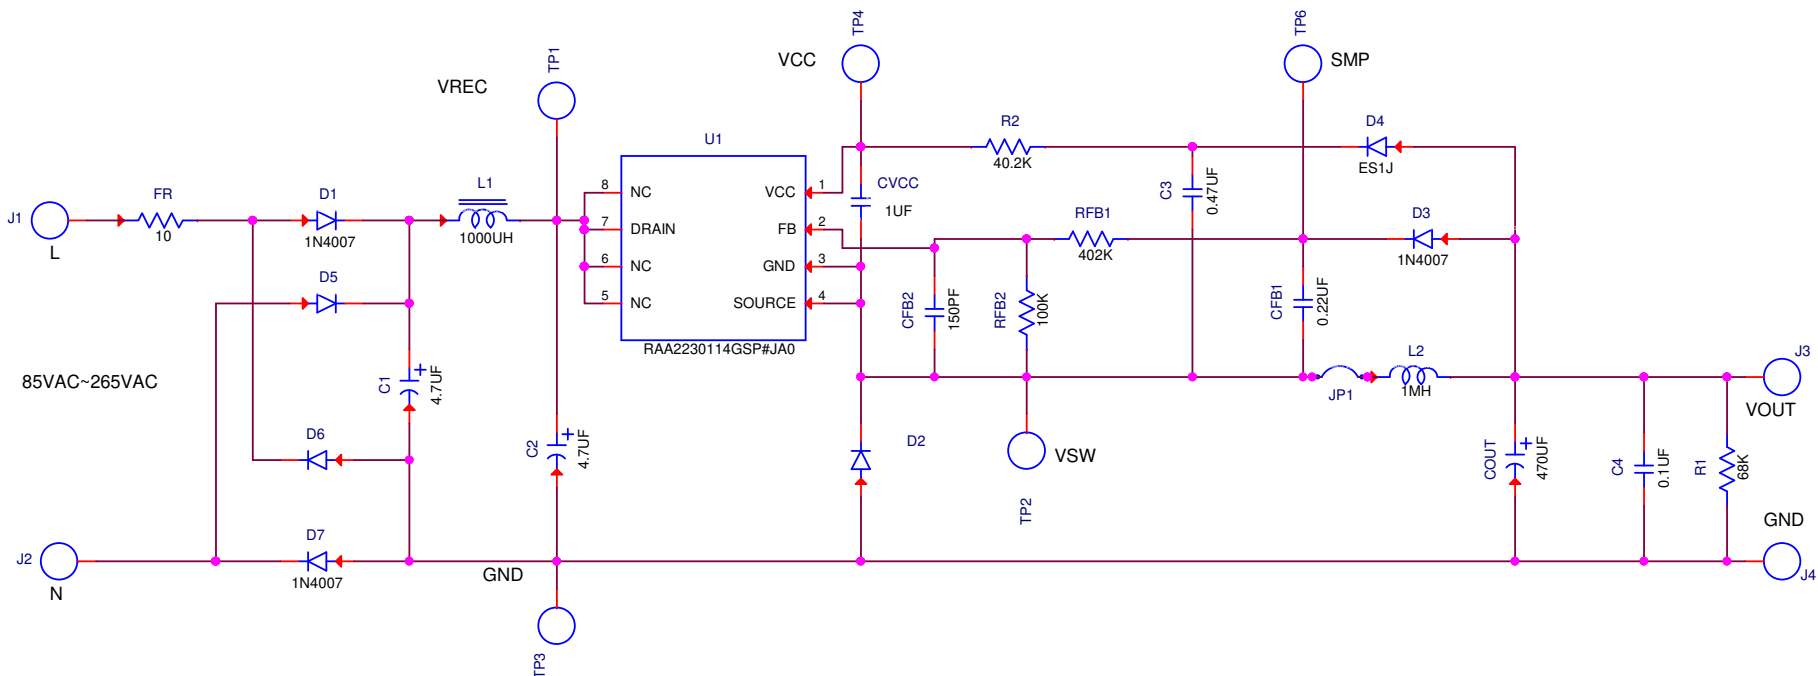 TP4
TP6
TP1
VCC
SMP
VREC
R2
D4
U1
40.2K
ES1J
8
NC
VCC
1
CVCC
1UF
C3
0.47UF
FR
D1
L1
J1
10
1N4007
1000UH
L
7
DRAIN
FB
2
RFB1
402K
D3
1N4007
6
NC
GND
3
D5
5
NC
SOURCE
4
CFB2
150PF
RFB2
100K
CFB1
0.22UF
RAA2230114GSP#JA0
85VAC~265VAC
C1
4.7UF
JP1
L2
1MH
J3
VOUT
D6
C2
4.7UF
D2
VSW
TP2
COUT
470UF
C4
0.1UF
R1
68K
GND
J2
N
D7
1N4007
GND
J4
TP3